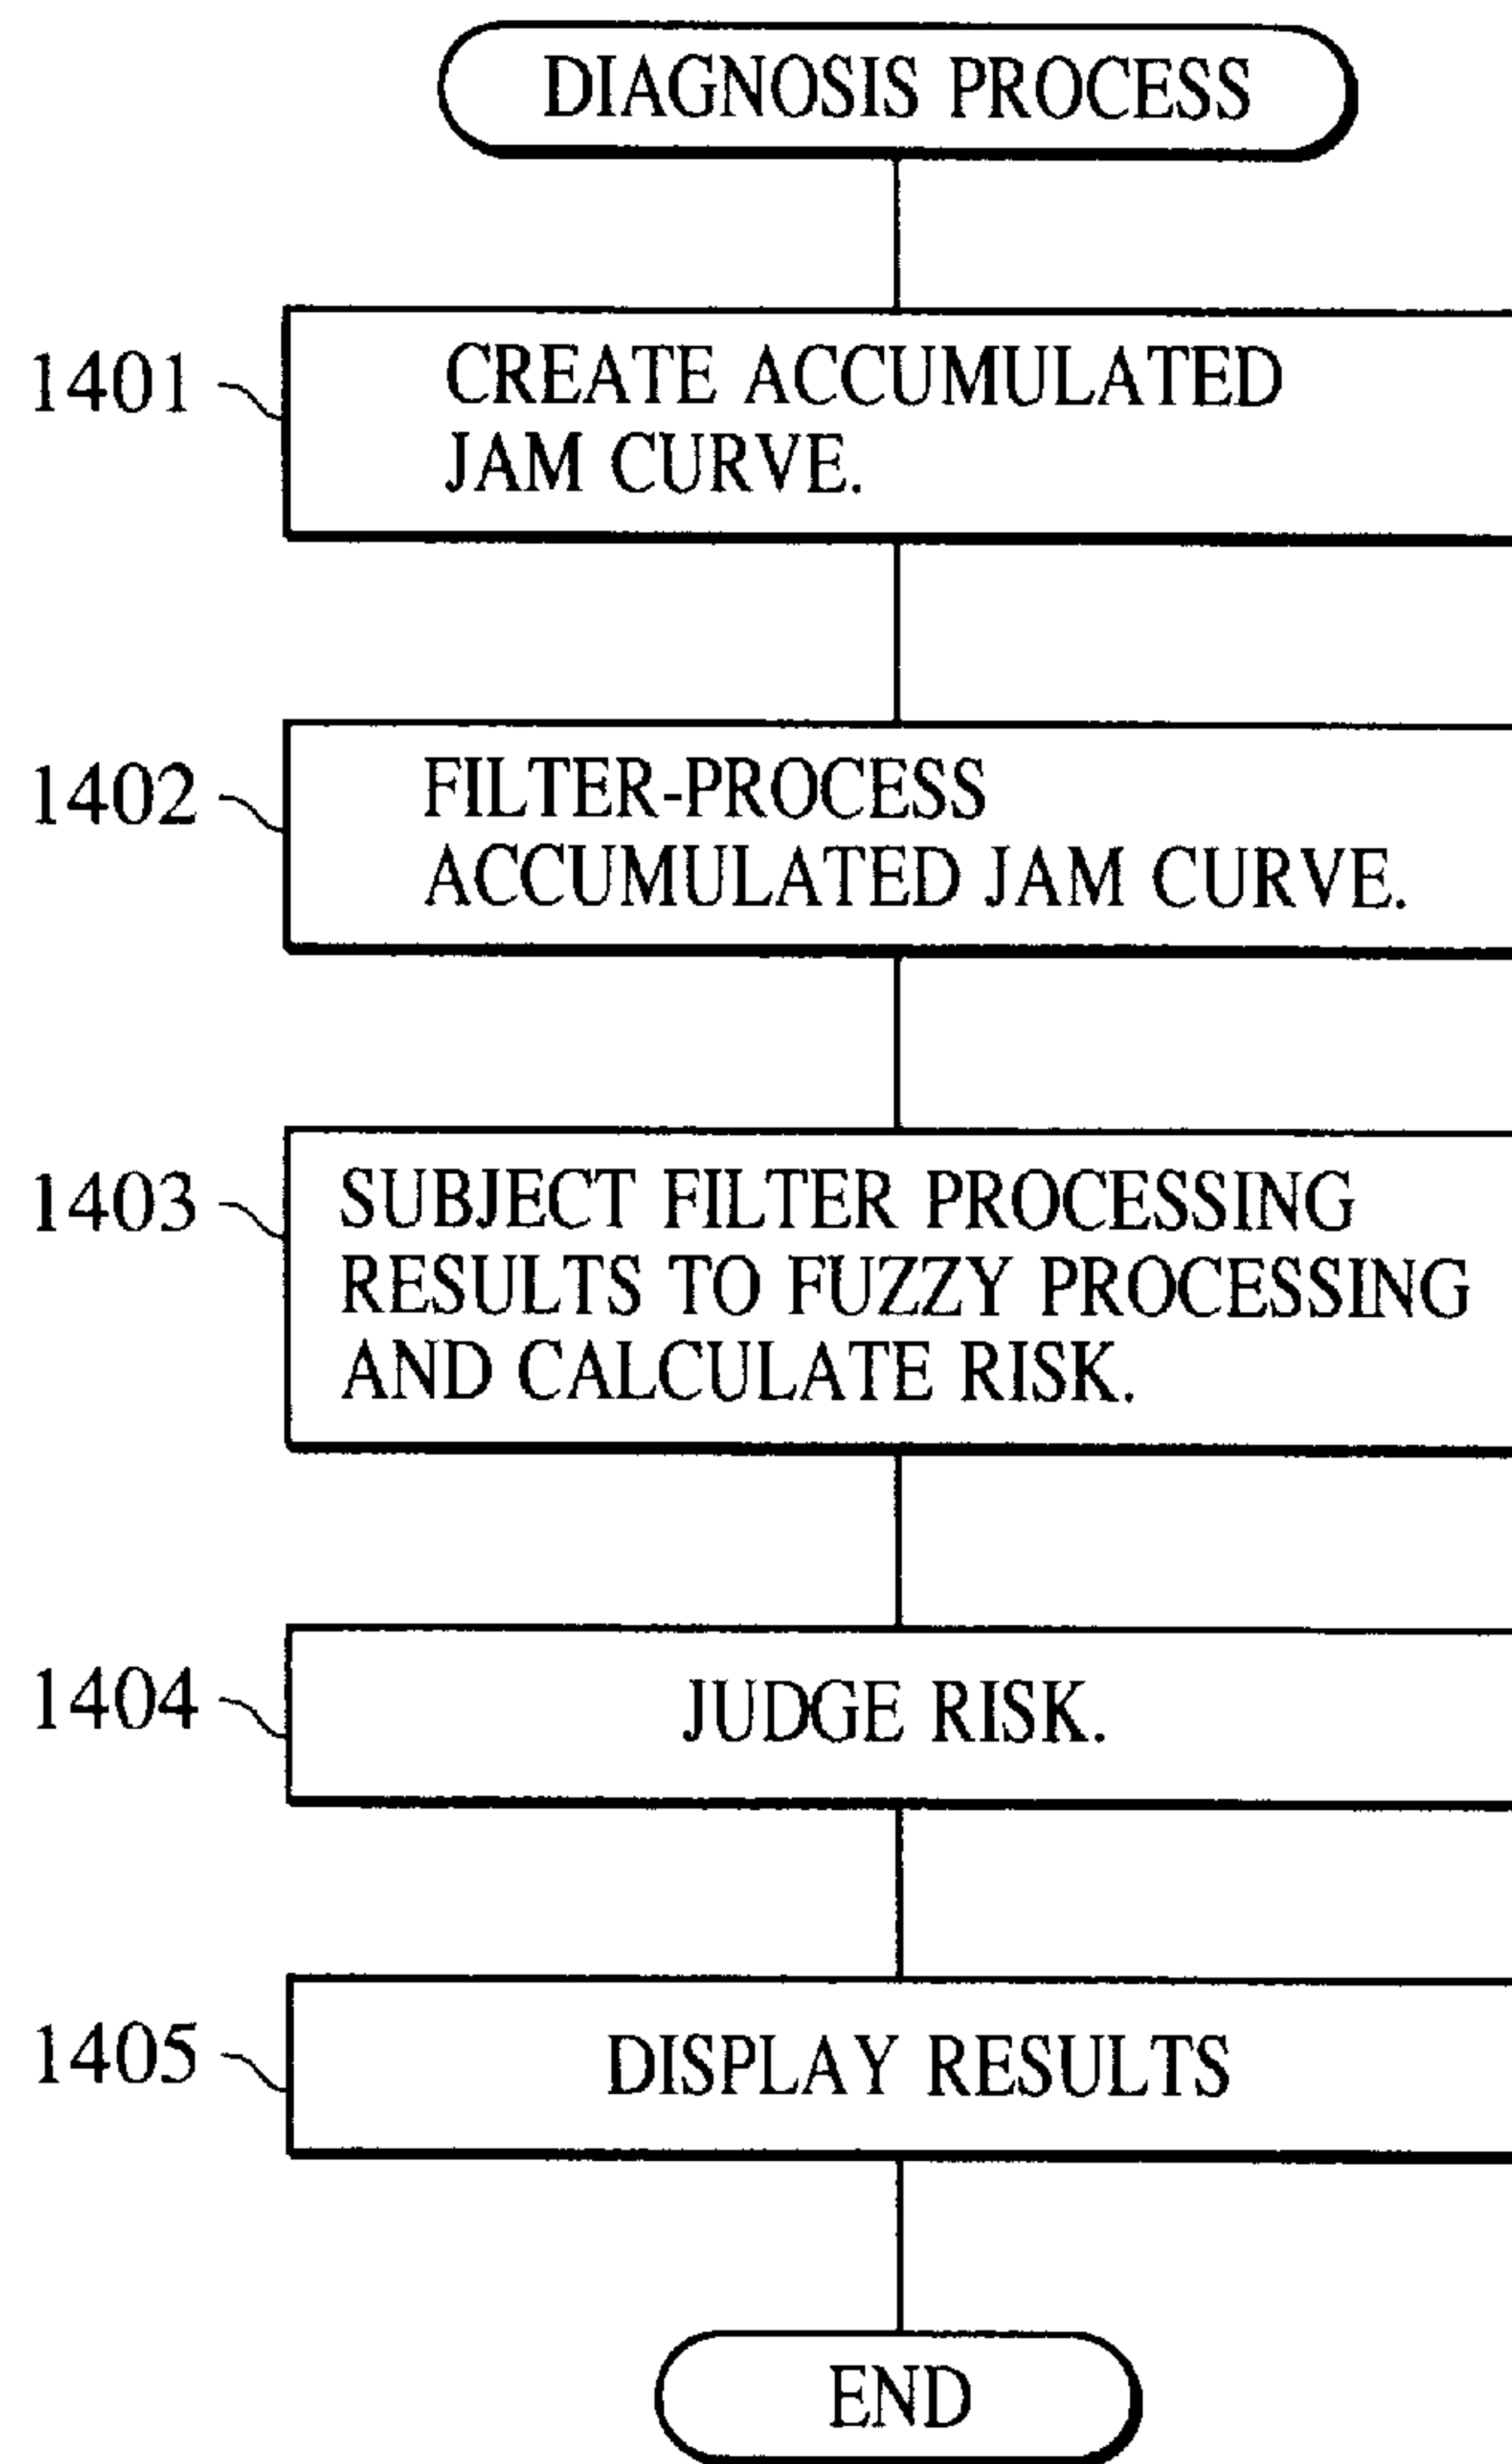 DIAGNOSIS PROCESS
1401
CREATE ACCUMULATED
JAM CURVE.
1402
FILTER-PROCESS
ACCUMULATED JAM CURVE.
1403
SUBJECT FILTER PROCESSING
RESULTS TO FUZZY PROCESSING
AND CALCULATE RISK.
1404
JUDGE RISK.
1405
DISPLAY RESULTS
END